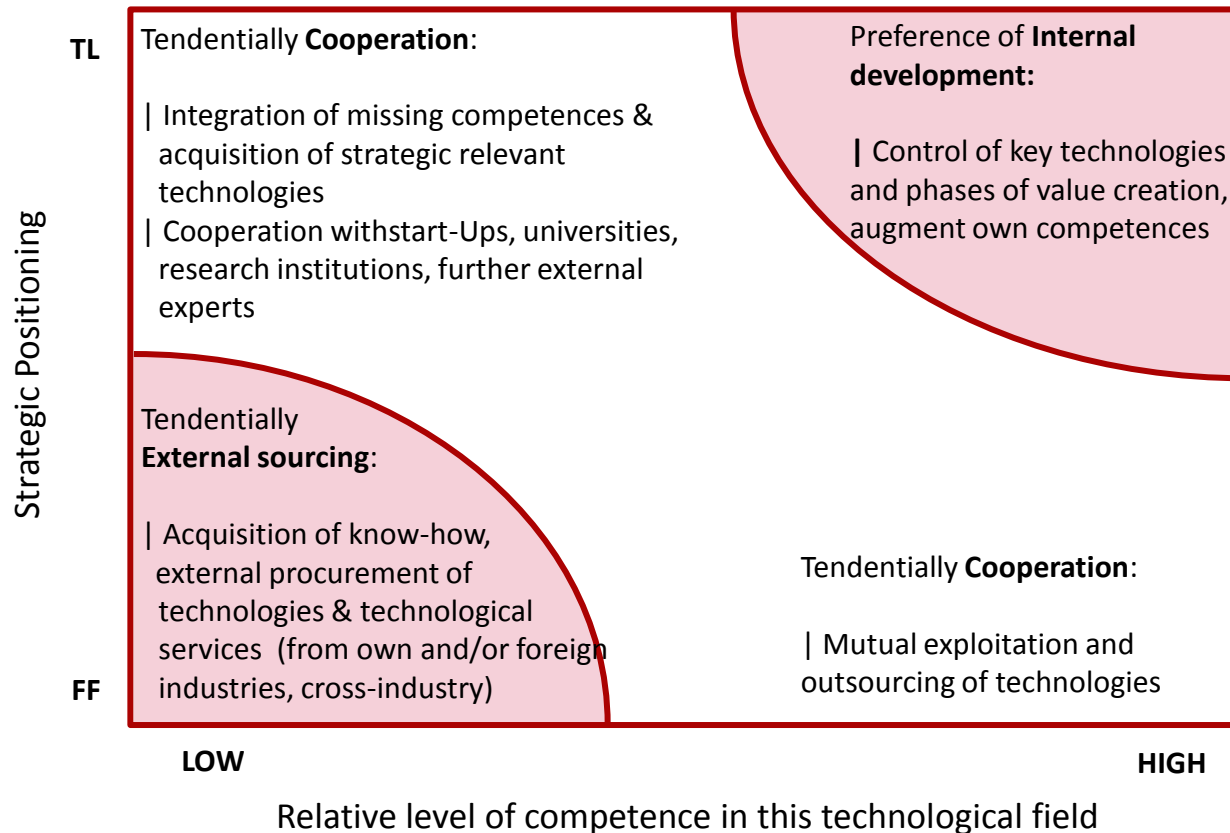 TL
Tendentially Cooperation:
| Integration of missing competences &
acquisition of strategic relevant
technologies
| Cooperation withstart-Ups, universities,
research institutions, further external
experts
Preference of Internal
development:
| Control of key technologies
and phases of value creation,
augment own competences
Strategic Positioning
Tendentially
External sourcing:
| Acquisition of know-how,
external procurement of
technologies & technological
services (from own and/or foreign
industries, cross-industry)
Tendentially Cooperation:
| Mutual exploitation and
outsourcing of technologies
FF
LOW
HIGH
Relative level of competence in this technological field